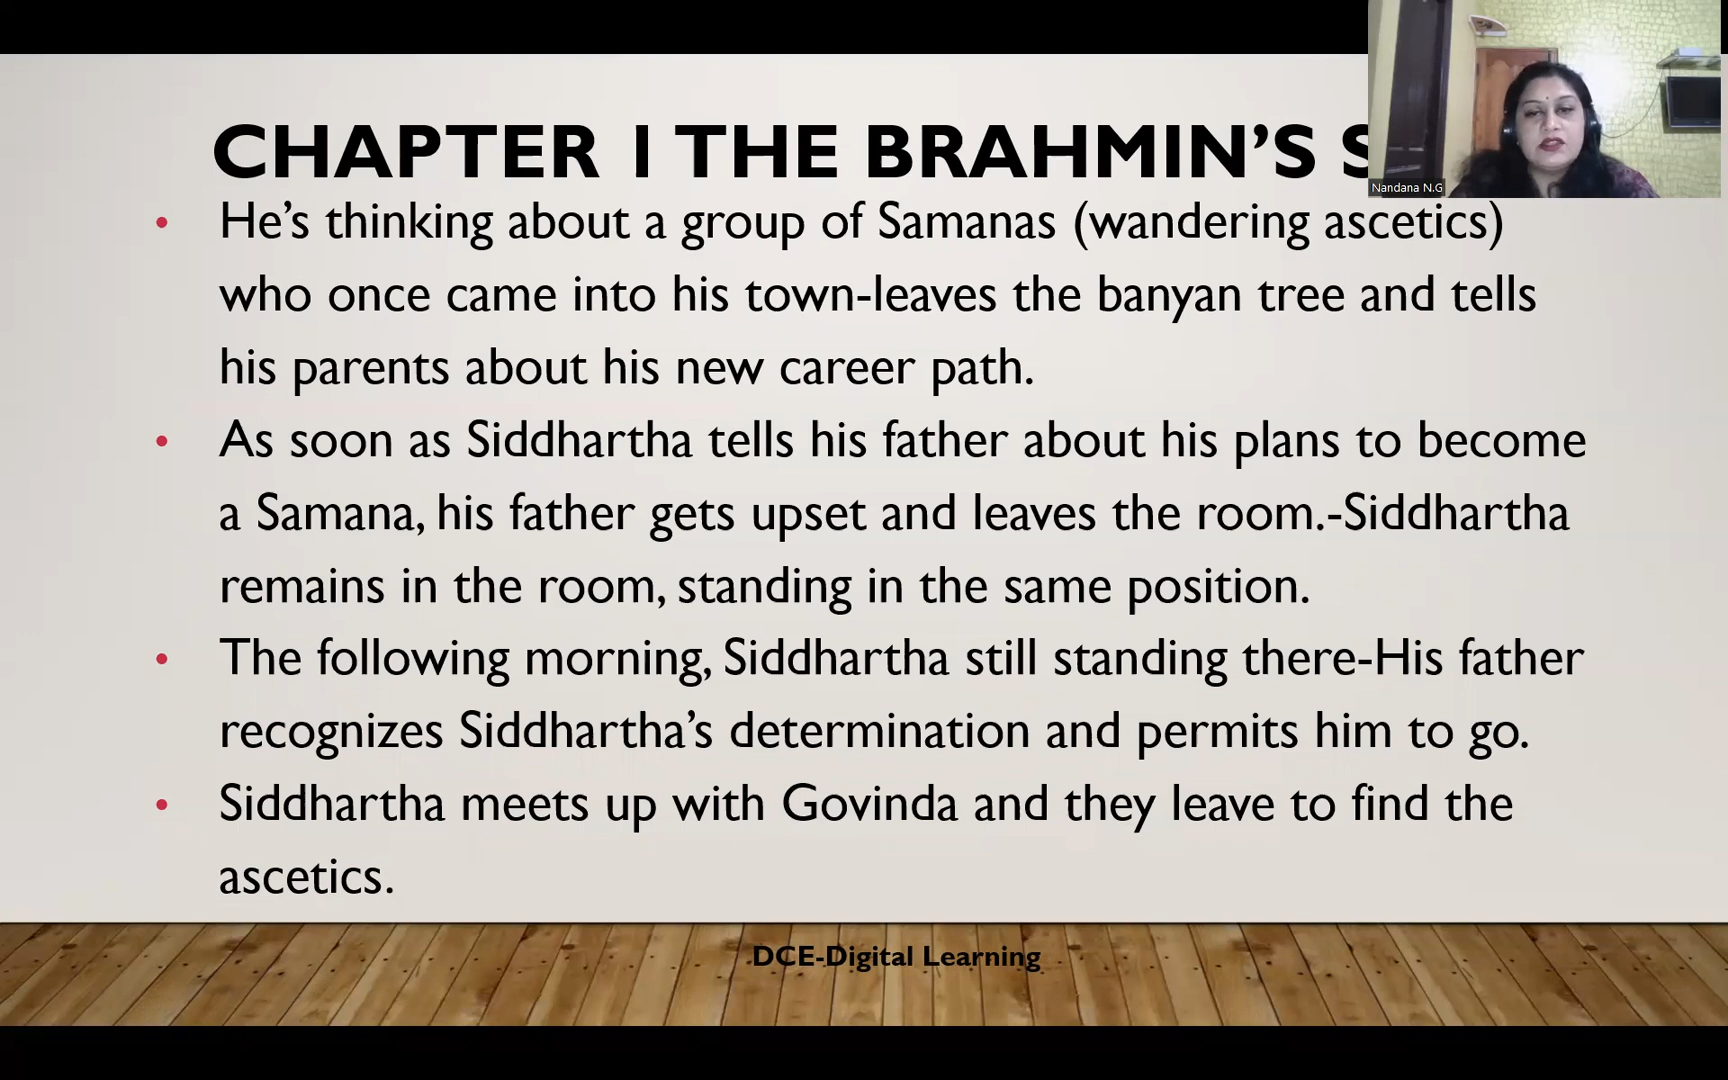 CHAPTER 1 THE BRAHMIN’S S
Nandana N.G
• He’s thinking about a group of Samanas (wandering ascetics)
who once came into his town-leaves the banyan tree and tells
his parents about his new career path.
• As soon as Siddhartha tells his father about his plans to become
a Samana, his father gets upset and leaves the room.-Siddhartha
remains in the room, standing in the same position.
• The following morning, Siddhartha still standing there-His father
recognizes Siddhartha’s determination and permits him to go.
• Siddhartha meets up with Govinda and they leave to find the
ascetics.
DCE-Digital Learning